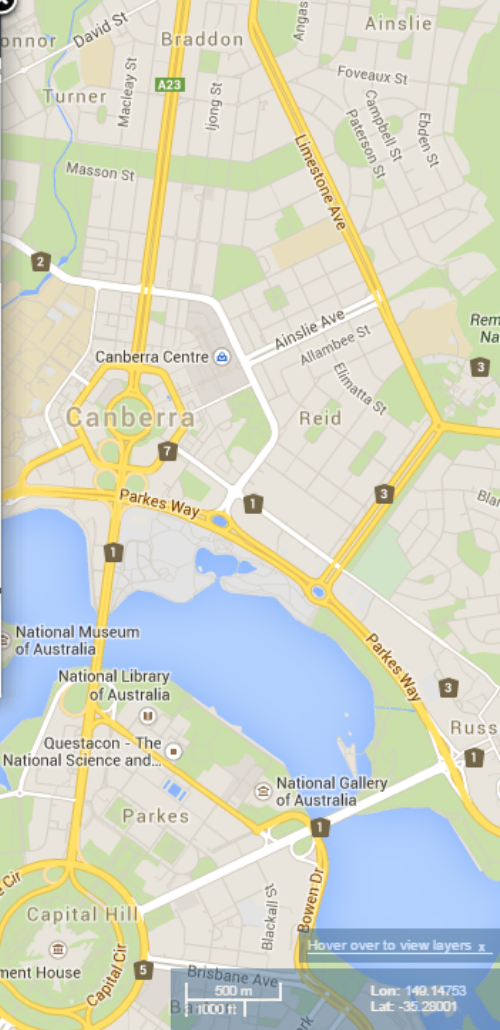 x
onnor
David St
Braddon
Angas
Ainslie
Turner
Macleay St
A23
Ijong St
Foveaux St
Campbell St
Paterson St
Ebden St
Masson St
Limestone Ave
2
Ainslie Ave
Rem
Na
Canberra Centre
Allambee St
3
Elimatta St
Canberra
Reid
7
Parkes Way
1
3
Blar
1
National Museum
of Australia
Parkes Way
National Library
of Australia
3
Russ
Questacon - The
National Science and...
1
National Gallery
of Australia
Parkes
1
e Cir
Capital Hill
Blackall St
Bowen Dr
Hover over to view layers x
ment House
Capital Cir
5
Brisbane Ave
500 m
1000 ft
Ba
rk
Lon: 149.14753
Lat: -35.28001